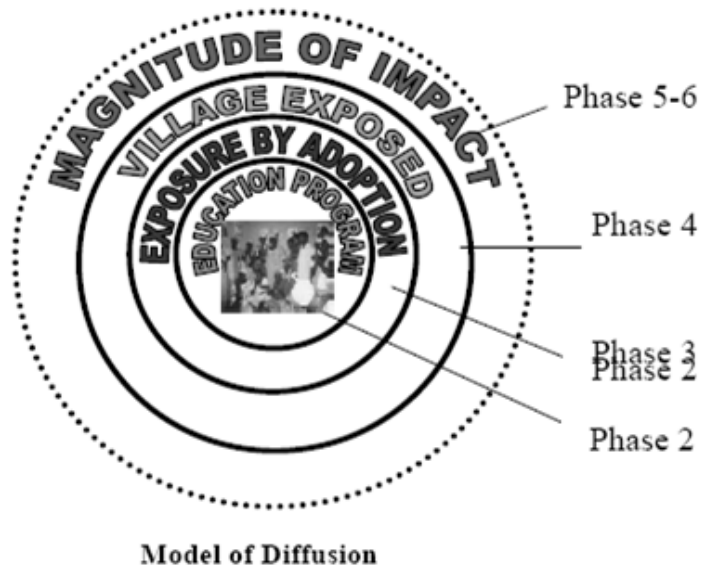 MAGNITUDE OF IMPACT
VILLAGE EXPOSED
EXPOSURE BY ADOPTION
EDUCATION PROGRAM
Phase 5-6
Phase 4
Phase 3
Phase 2
Phase 2
Model of Diffusion